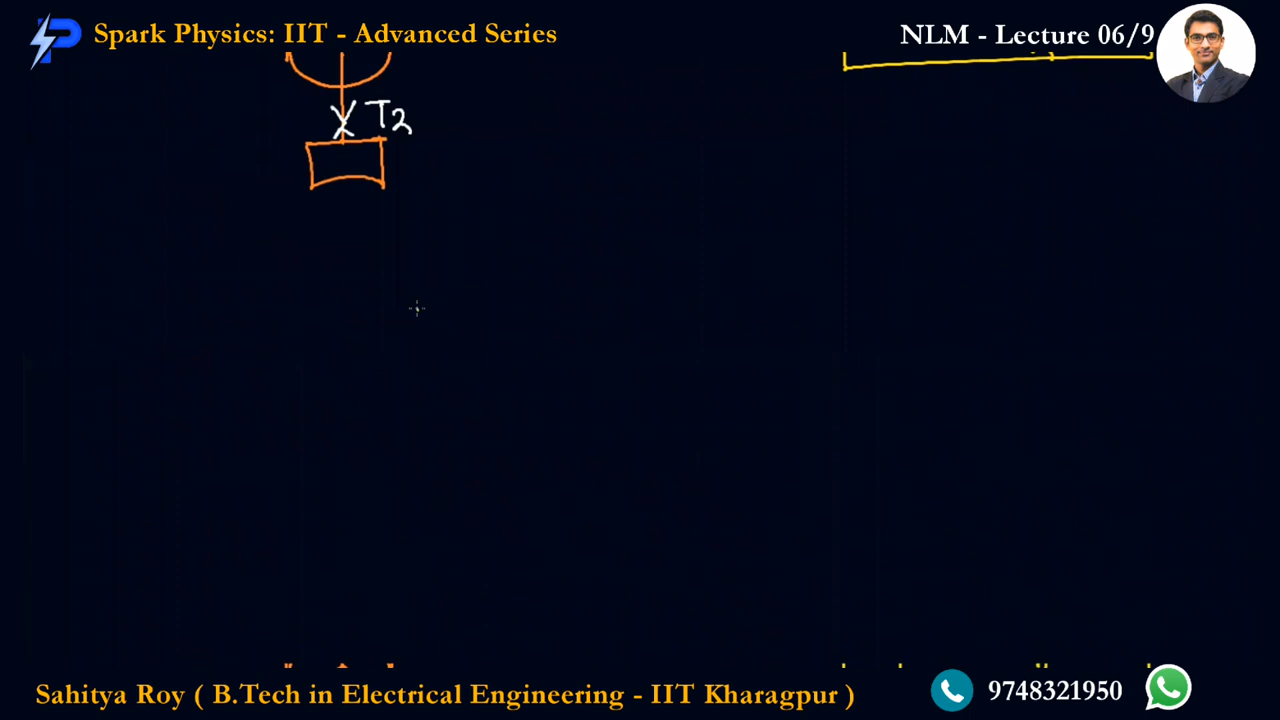 Spark Physics: IIT - Advanced Series
NLM - Lecture 06/9
T2
Sahitya Roy ( B.Tech in Electrical Engineering - IIT Kharagpur )
9748321950